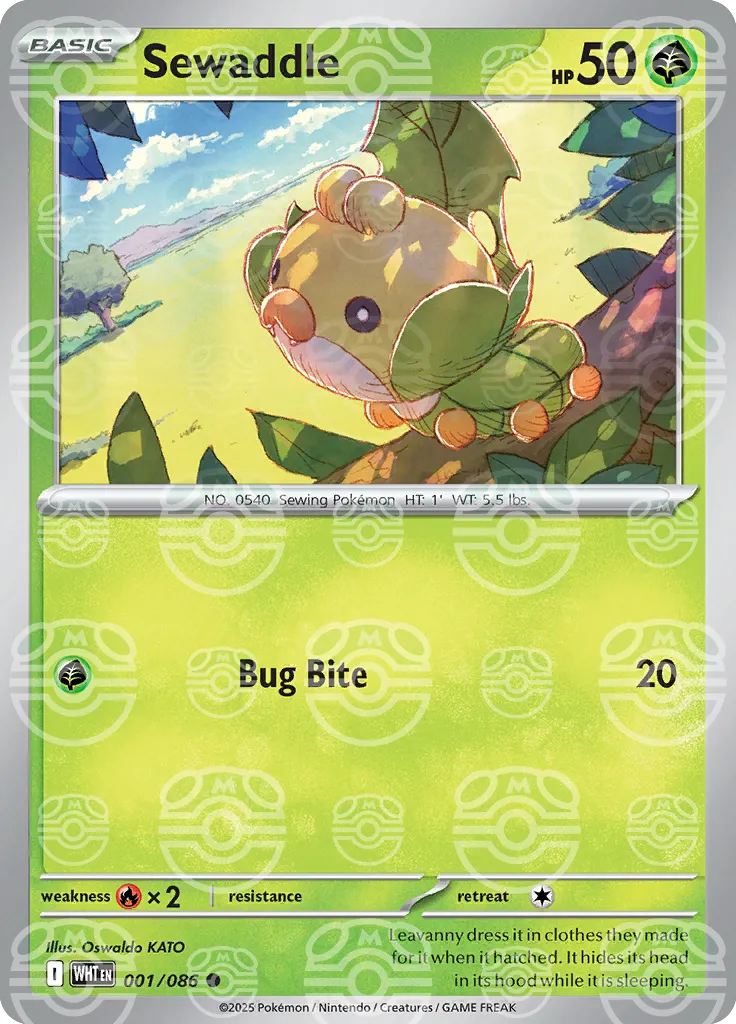 BASIC
Sewaddle
HP 50
NO. 0540 Sewing Pokémon HT: 1' WT: 5.5 lbs.
Bug Bite 20
weakness ×2 resistance retreat
Illus. Oswaldo KATO
Leavanny dress it in clothes they made
for it when it hatched. It hides its head
in its hood while it is sleeping.
I WHT EN 001/086
©2025 Pokémon / Nintendo / Creatures / GAME FREAK